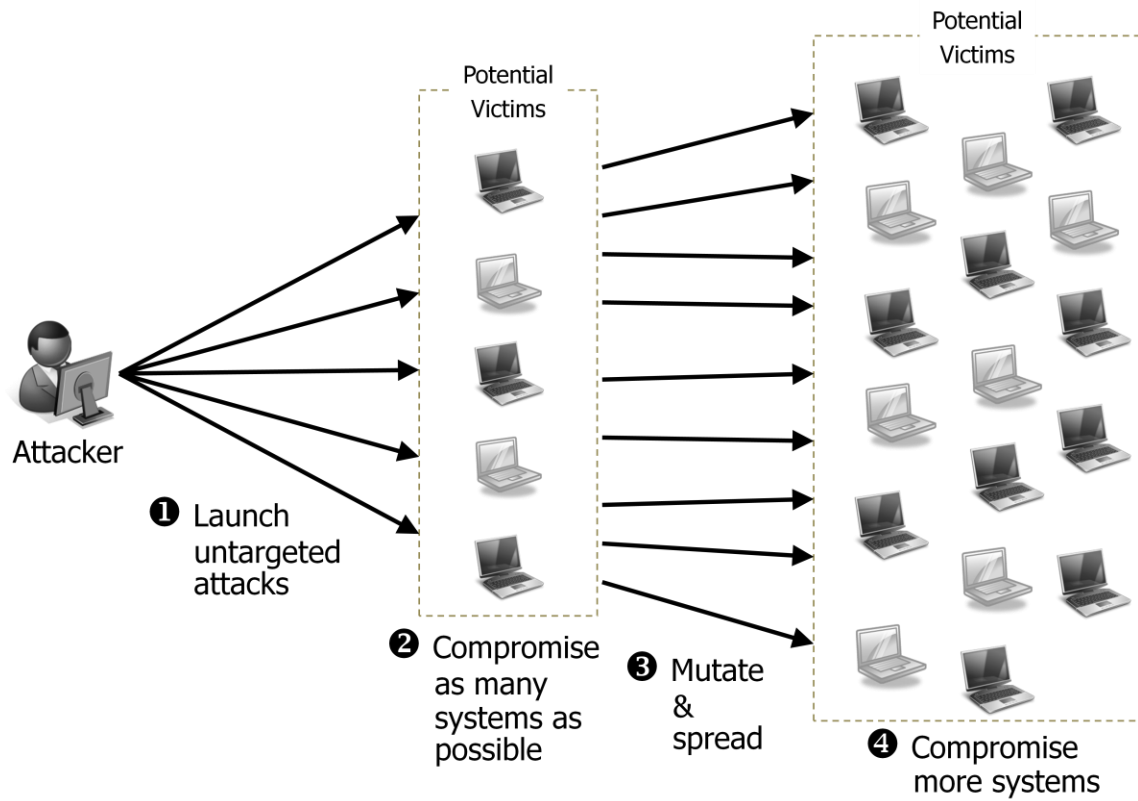 Potential
Victims
Potential
Victims
Attacker
❶ Launch
untargeted
attacks
❷ Compromise
as many
systems as
possible
❸ Mutate
&
spread
❹ Compromise
more systems